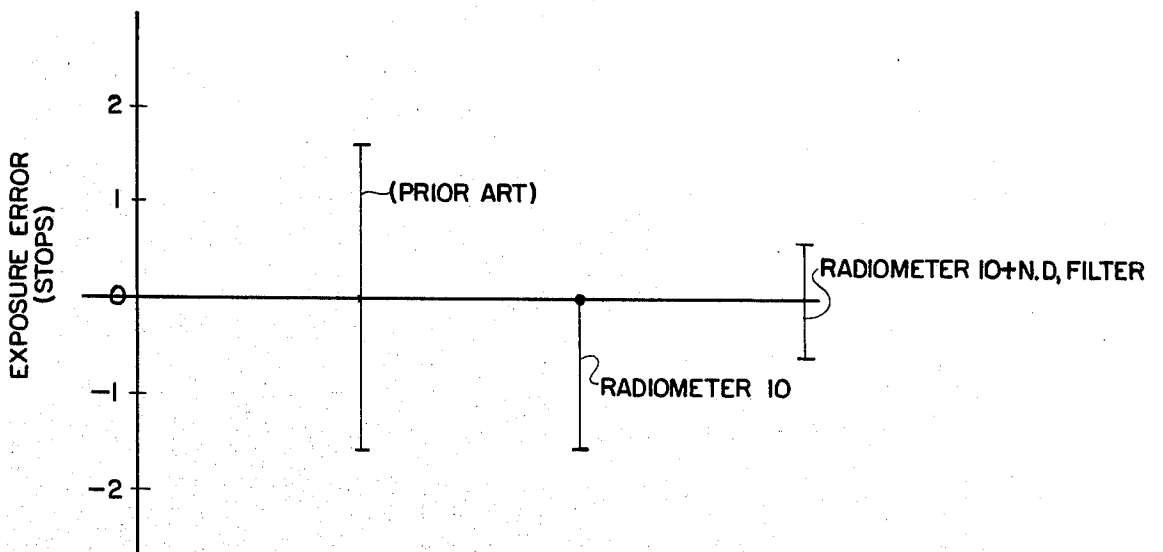 EXPOSURE ERROR
(STOPS)
2
1
0
-1
-2
(PRIOR ART)
RADIOMETER 10
RADIOMETER 10+N.D, FILTER